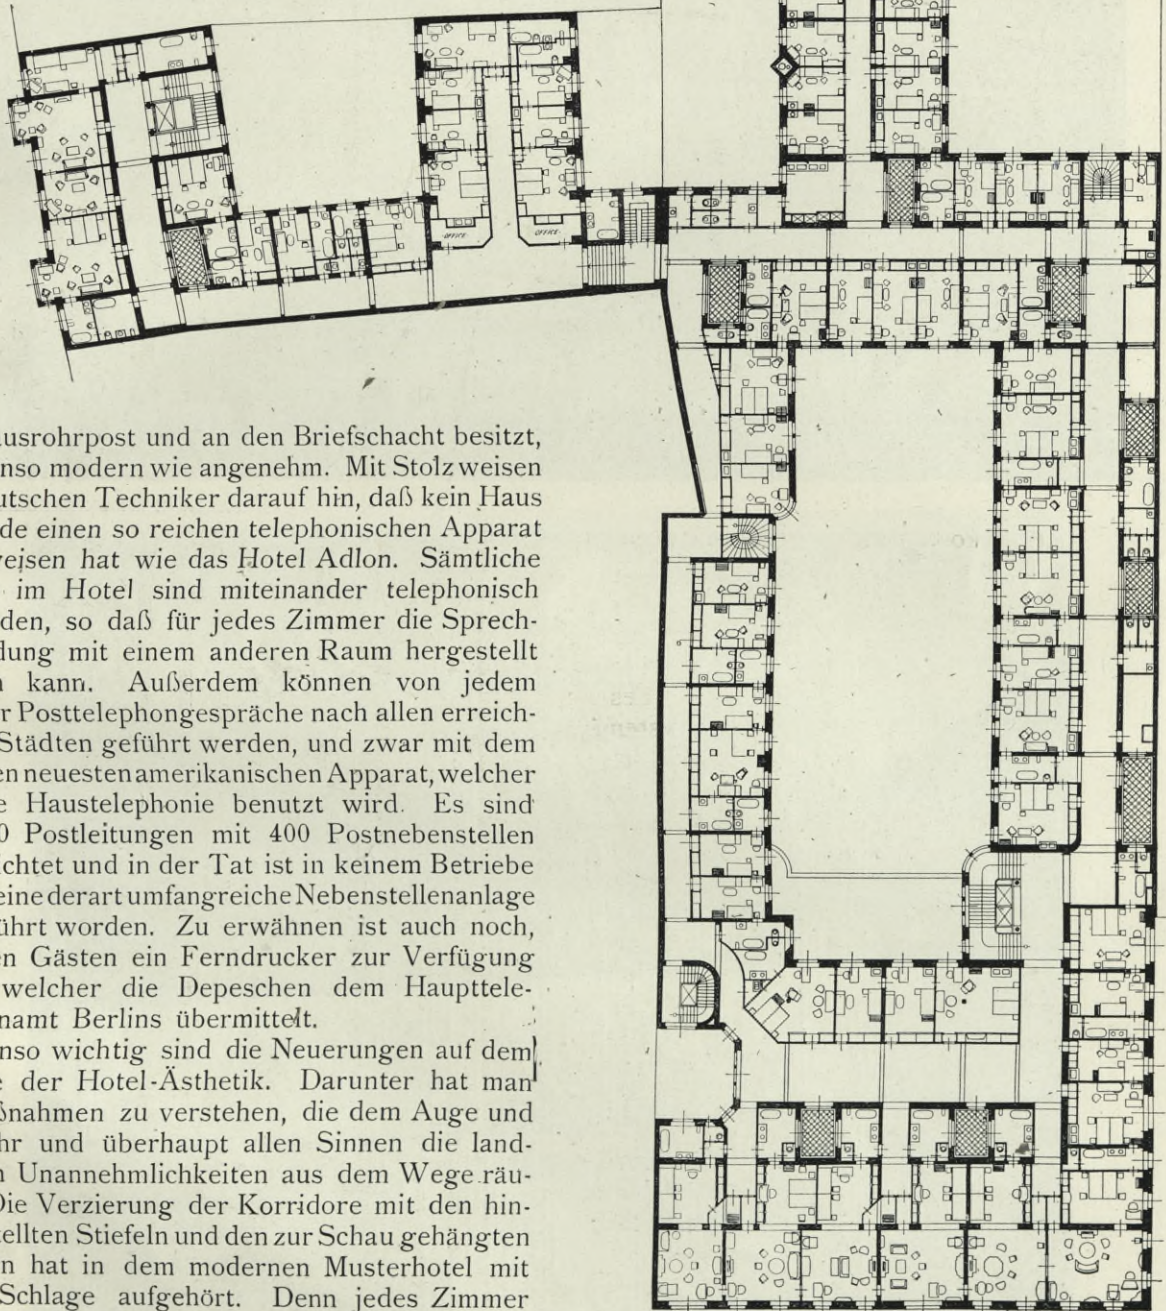 OFFICE
OFFICE
ausrohrpost und an den Briefschacht besitzt,
nso modern wie angenehm. Mit Stolz weisen
utschen Techniker darauf hin, daß kein Haus
de einen so reichen telephonischen Apparat
weisen hat wie das Hotel Adlon. Sämtliche
im Hotel sind miteinander telephonisch
den, so daß für jedes Zimmer die Sprech-
dung mit einem anderen Raum hergestellt
n kann. Außerdem können von jedem
r Posttelephongespräche nach allen erreich-
Städten geführt werden, und zwar mit dem
en neuesten amerikanischen Apparat, welcher
e Haustelephonie benutzt wird. Es sind
0 Postleitungen mit 400 Postnebenstellen
ichtet und in der Tat ist in keinem Betriebe
eine derart umfangreiche Nebenstellenanlage
ührt worden. Zu erwähnen ist auch noch,
en Gästen ein Ferndrucker zur Verfügung
welcher die Depeschen dem Haupttele-
namt Berlins übermittelt.
nso wichtig sind die Neuerungen auf dem
e der Hotel-Ästhetik. Darunter hat man
ßnahmen zu verstehen, die dem Auge und
hr und überhaupt allen Sinnen die land-
n Unannehmlichkeiten aus dem Wege räu-
Die Verzierung der Korridore mit den hin-
tellten Stiefeln und den zur Schau gehängten
n hat in dem modernen Musterhotel mit
Schlage aufgehört. Denn jedes Zimmer